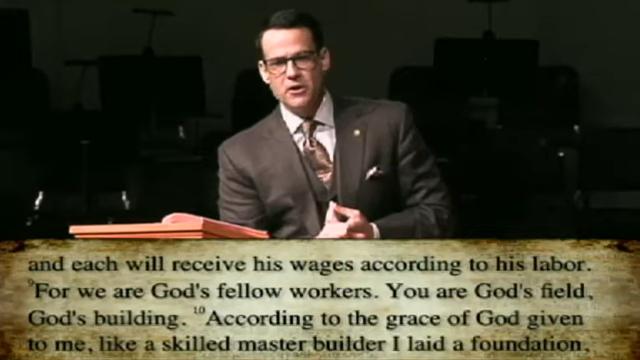 and each will receive his wages according to his labor.
⁹For we are God's fellow workers. You are God's field,
God's building. ¹⁰According to the grace of God given
to me, like a skilled master builder I laid a foundation,